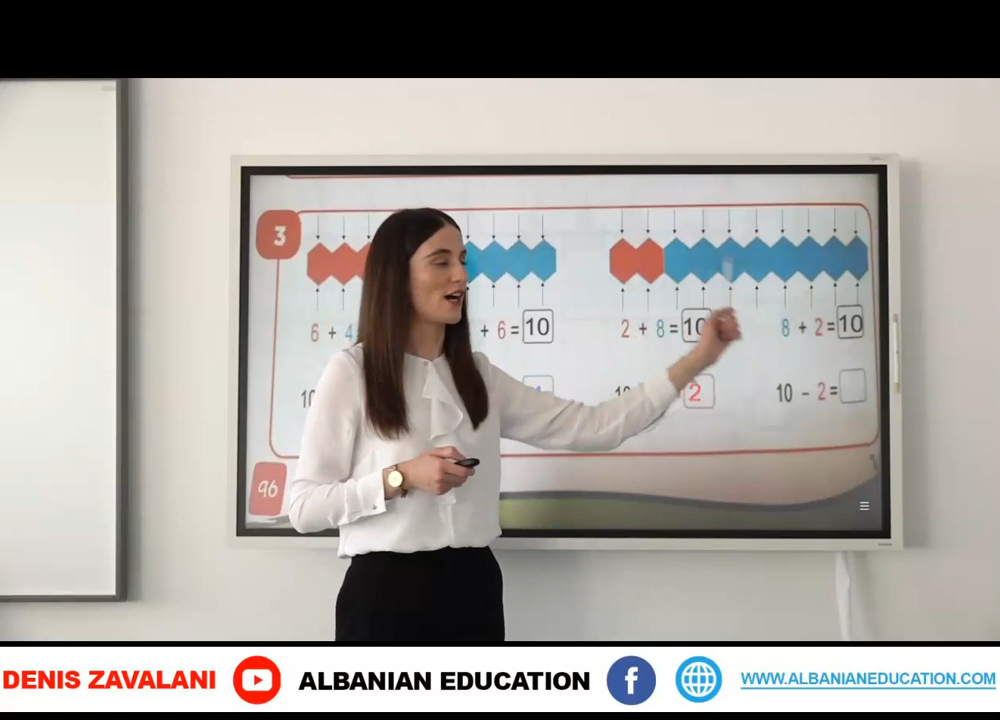 3
6 + 4
+ 6 = 10
2 + 8 = 10
8 + 2 = 10
10
2
10 - 2 =
96
DENIS ZAVALANI
ALBANIAN EDUCATION
f
WWW.ALBANIANEDUCATION.COM